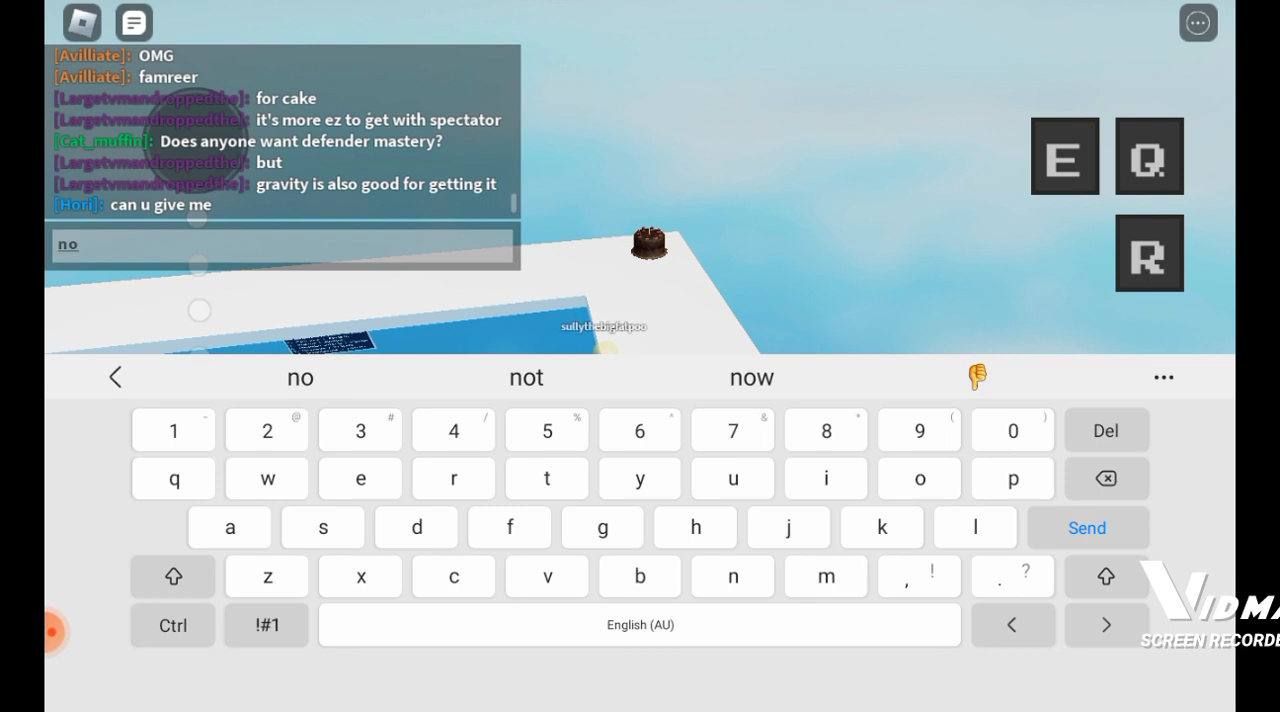 [Avilliate]: OMG
[Avilliate]: famreer
[Largetvmandroppedthe]: for cake
[Largetvmandroppedthe]: it's more ez to get with spectator
[Cat_muffin]: Does anyone want defender mastery?
[Largetvmandroppedthe]: but
[Largetvmandroppedthe]: gravity is also good for getting it
[Hori]: can u give me
no
E Q
R
no not now
1 2 3 4 5 6 7 8 9 0 Del
- @ # / % ^ & * ( )
q w e r t y u i o p
a s d f g h j k l Send
z x c v b n m , ! . ?
Ctrl !#1 English (AU) < >
VIDMA
SCREEN RECORDE